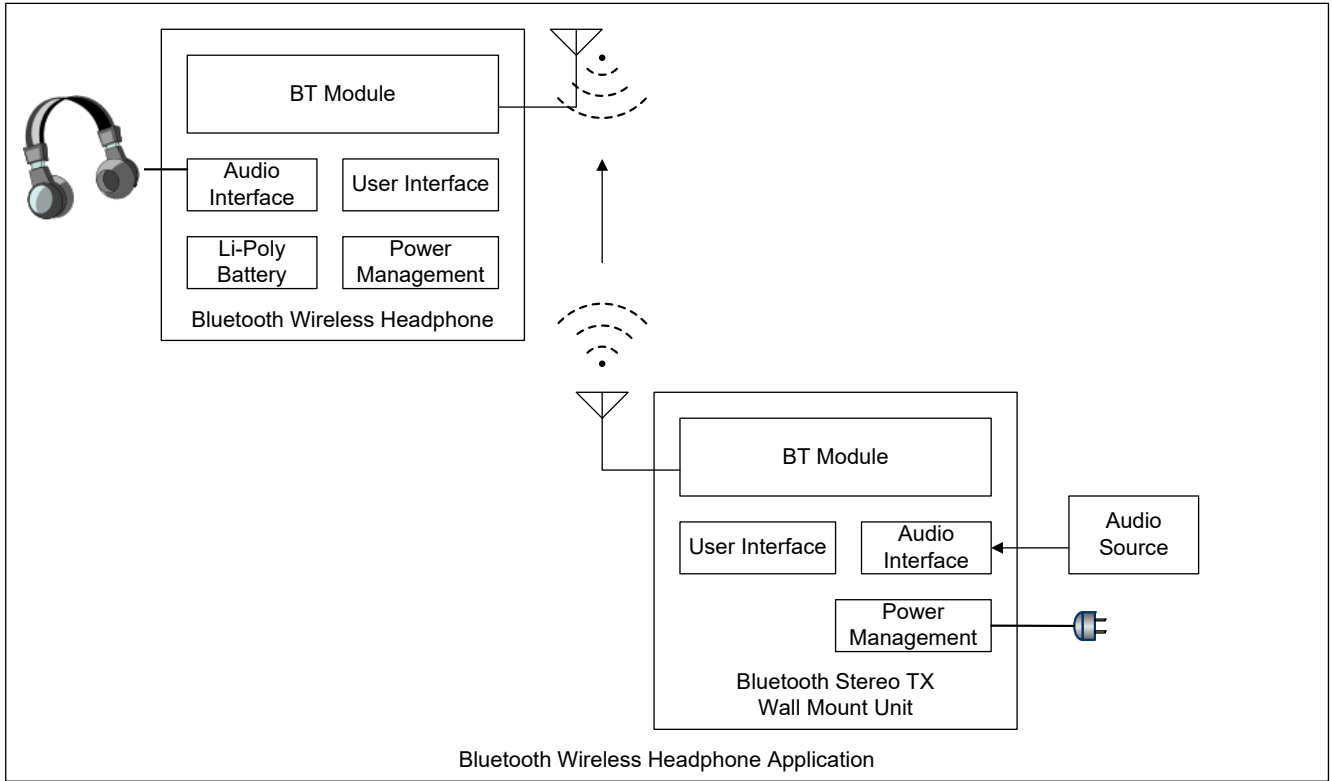 BT Module
Audio
Interface
User Interface
Li-Poly
Battery
Power
Management
Bluetooth Wireless Headphone
BT Module
User Interface
Audio
Interface
Audio
Source
Power
Management
Bluetooth Stereo TX
Wall Mount Unit
Bluetooth Wireless Headphone Application